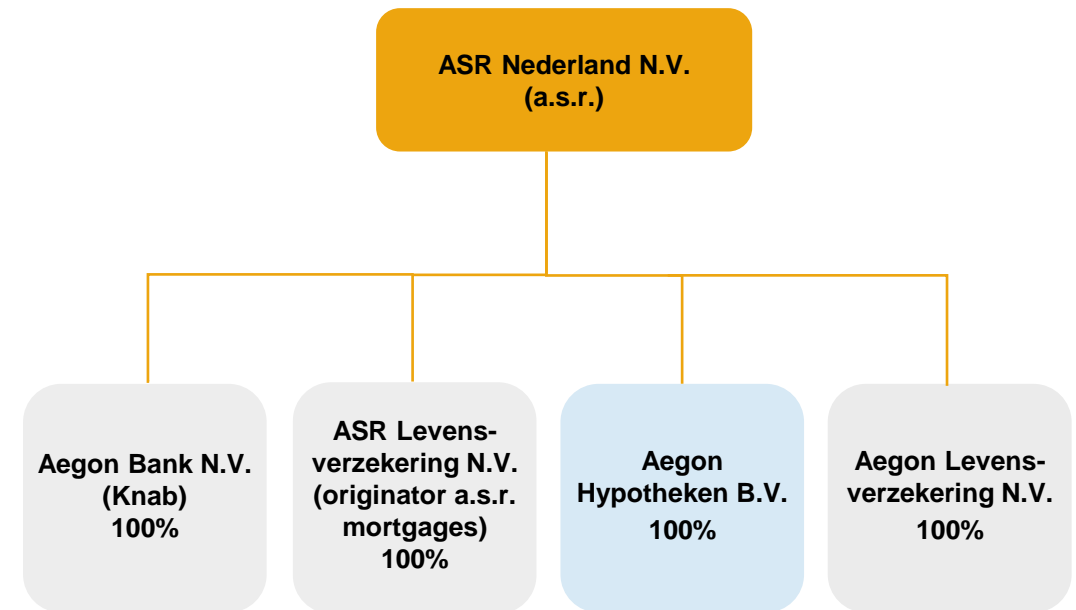 ASR Nederland N.V.
(a.s.r.)
Aegon Bank N.V.
(Knab)
100%
ASR Levens-
verzekering N.V.
(originator a.s.r.
mortgages)
100%
Aegon
Hypotheken B.V.
100%
Aegon Levens-
verzekering N.V.
100%